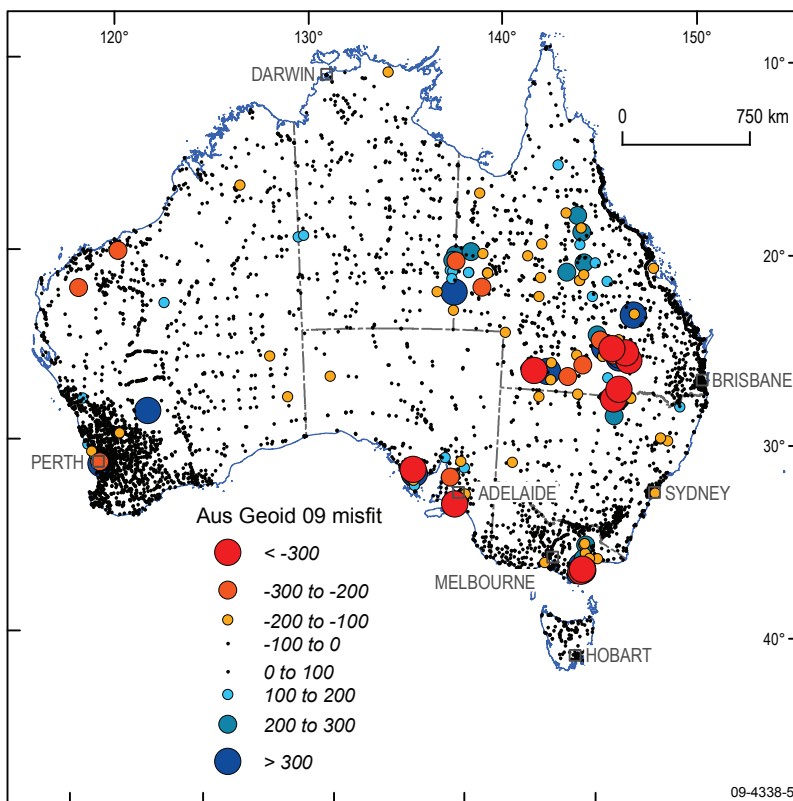 120° 130° 140° 150°
DARWIN 10°
0 750 km
20°
BRISBANE
30°
PERTH ADELAIDE SYDNEY
Aus Geoid 09 misfit
< -300
MELBOURNE
-300 to -200
-200 to -100
-100 to 0
40°
HOBART
0 to 100
100 to 200
200 to 300
> 300
09-4338-5